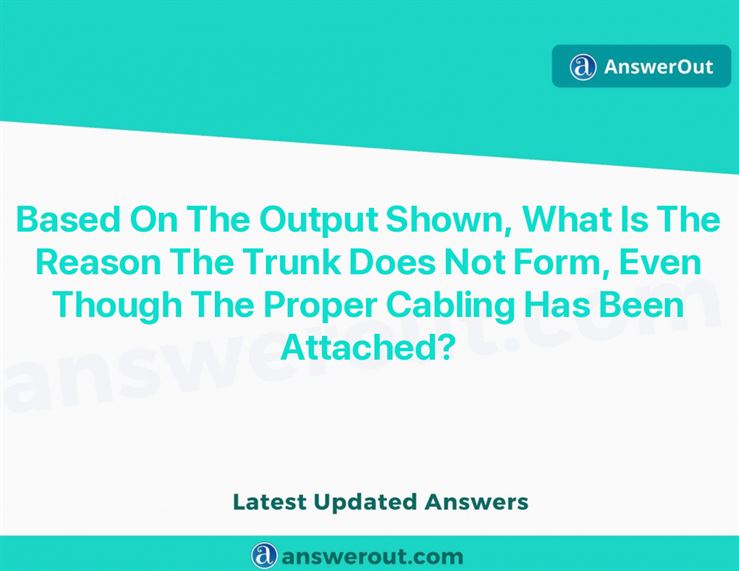 AnswerOut
Based On The Output Shown, What Is The
Reason The Trunk Does Not Form, Even
Though The Proper Cabling Has Been
Attached?
answerout.com
Latest Updated Answers
answerout.com